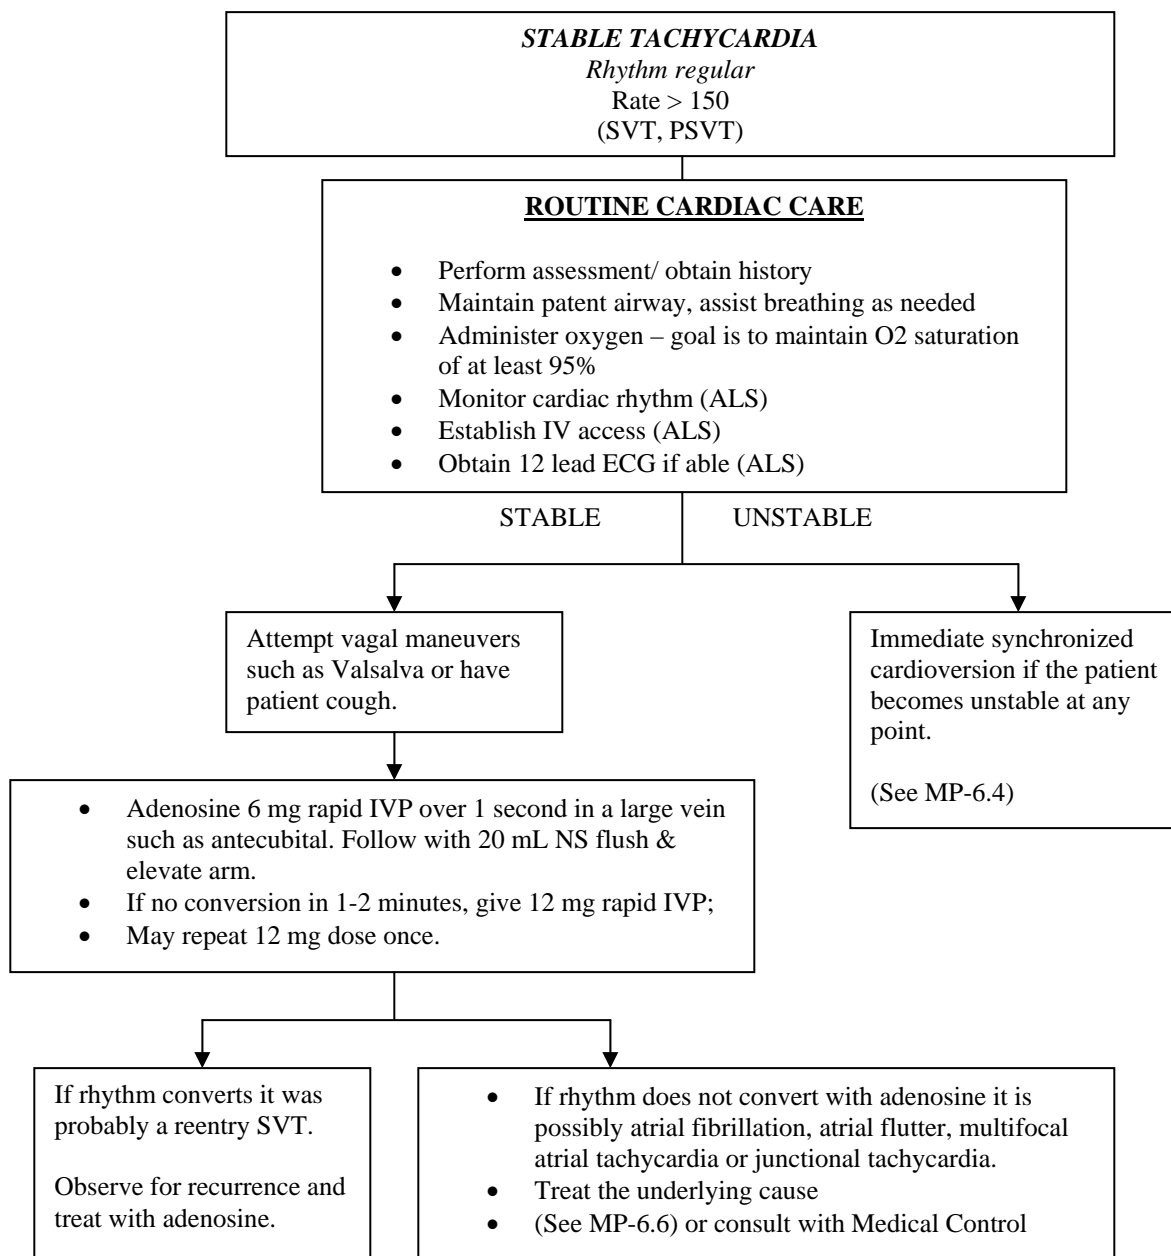 STABLE TACHYCARDIA
Rhythm regular
Rate > 150
(SVT, PSVT)
ROUTINE CARDIAC CARE
• Perform assessment/ obtain history
• Maintain patent airway, assist breathing as needed
• Administer oxygen – goal is to maintain O2 saturation
of at least 95%
• Monitor cardiac rhythm (ALS)
• Establish IV access (ALS)
• Obtain 12 lead ECG if able (ALS)
STABLE
UNSTABLE
Attempt vagal maneuvers
such as Valsalva or have
patient cough.
Immediate synchronized
cardioversion if the patient
becomes unstable at any
point.
(See MP-6.4)
• Adenosine 6 mg rapid IVP over 1 second in a large vein
such as antecubital. Follow with 20 mL NS flush &
elevate arm.
• If no conversion in 1-2 minutes, give 12 mg rapid IVP;
• May repeat 12 mg dose once.
If rhythm converts it was
probably a reentry SVT.
Observe for recurrence and
treat with adenosine.
• If rhythm does not convert with adenosine it is
possibly atrial fibrillation, atrial flutter, multifocal
atrial tachycardia or junctional tachycardia.
• Treat the underlying cause
• (See MP-6.6) or consult with Medical Control